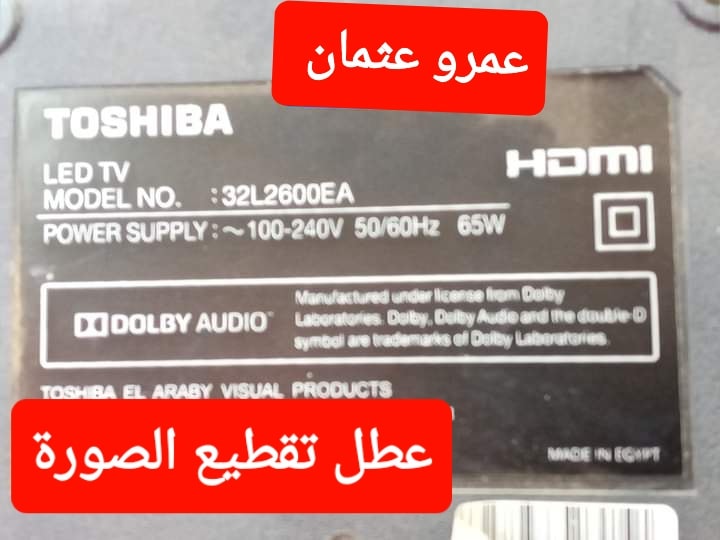 عمرو عثمان
TOSHIBA
HDMI
LED TV
MODEL NO. : 32L2600EA
POWER SUPPLY : ~ 100-240V 50/60Hz 65W
DOLBY AUDIO™
Manufactured under license from Dolby
Laboratories. Dolby, Dolby Audio and the double-D
symbol are trademarks of Dolby Laboratories.
TOSHIBA EL ARABY VISUAL PRODUCTS
عطل تقطيع الصورة
MADE IN EGYPT